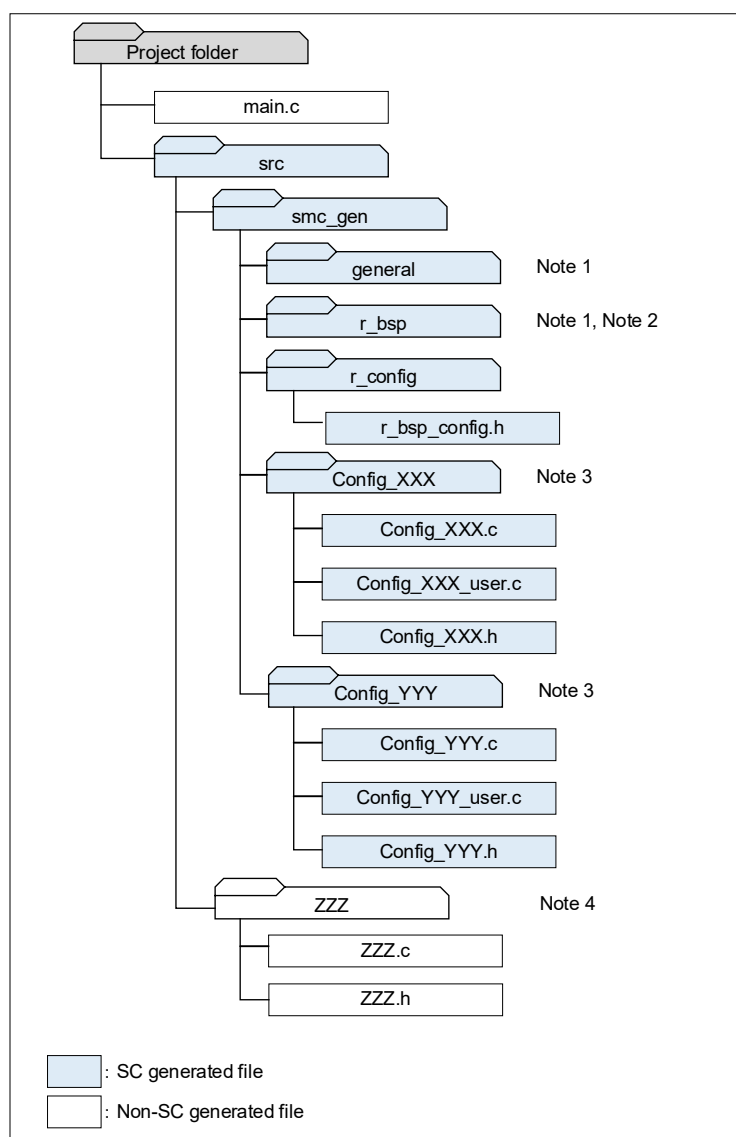 Project folder
main.c
src
smc_gen
general Note 1
r_bsp Note 1, Note 2
r_config
r_bsp_config.h
Config_XXX Note 3
Config_XXX.c
Config_XXX_user.c
Config_XXX.h
Config_YYY Note 3
Config_YYY.c
Config_YYY_user.c
Config_YYY.h
ZZZ Note 4
ZZZ.c
ZZZ.h
: SC generated file
: Non-SC generated file